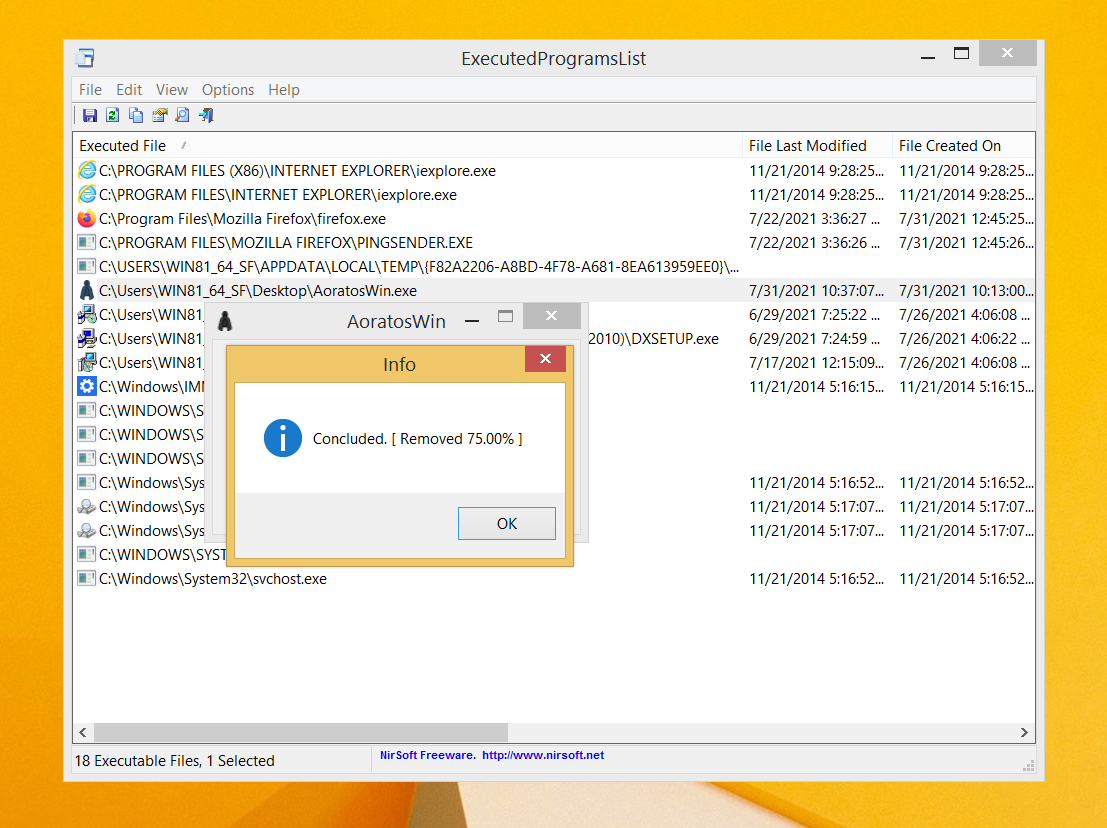 ExecutedProgramsList
File Edit View Options Help
Executed File File Last Modified File Created On
C:\PROGRAM FILES (X86)\INTERNET EXPLORER\iexplore.exe 11/21/2014 9:28:25... 11/21/2014 9:28:25...
C:\PROGRAM FILES\INTERNET EXPLORER\iexplore.exe 11/21/2014 9:28:25... 11/21/2014 9:28:25...
C:\Program Files\Mozilla Firefox\firefox.exe 7/22/2021 3:36:27 ... 7/31/2021 12:45:25...
C:\PROGRAM FILES\MOZILLA FIREFOX\PINGSENDER.EXE 7/22/2021 3:36:26 ... 7/31/2021 12:45:26...
C:\USERS\WIN81_64_SF\APPDATA\LOCAL\TEMP\{F82A2206-A8BD-4F78-A681-8EA613959EE0}\...
C:\Users\WIN81_64_SF\Desktop\AoratosWin.exe 7/31/2021 10:37:07... 7/31/2021 10:13:00...
C:\Users\WIN81_ 6/29/2021 7:25:22 ... 7/26/2021 4:06:08 ...
C:\Users\WIN81_ 2010)\DXSETUP.exe 6/29/2021 7:24:59 ... 7/26/2021 4:06:22 ...
C:\Users\WIN81_ 7/17/2021 12:15:09... 7/26/2021 4:06:08 ...
C:\Windows\IM 11/21/2014 5:16:15... 11/21/2014 5:16:15...
C:\WINDOWS\S
C:\WINDOWS\S
C:\WINDOWS\S
C:\Windows\Sys 11/21/2014 5:16:52... 11/21/2014 5:16:52...
C:\Windows\Sys 11/21/2014 5:17:07... 11/21/2014 5:17:07...
C:\Windows\Sys 11/21/2014 5:17:07... 11/21/2014 5:17:07...
C:\WINDOWS\SYST
C:\Windows\System32\svchost.exe 11/21/2014 5:16:52... 11/21/2014 5:16:52...
AoratosWin
Info
Concluded. [ Removed 75.00% ]
OK
18 Executable Files, 1 Selected
NirSoft Freeware. http://www.nirsoft.net